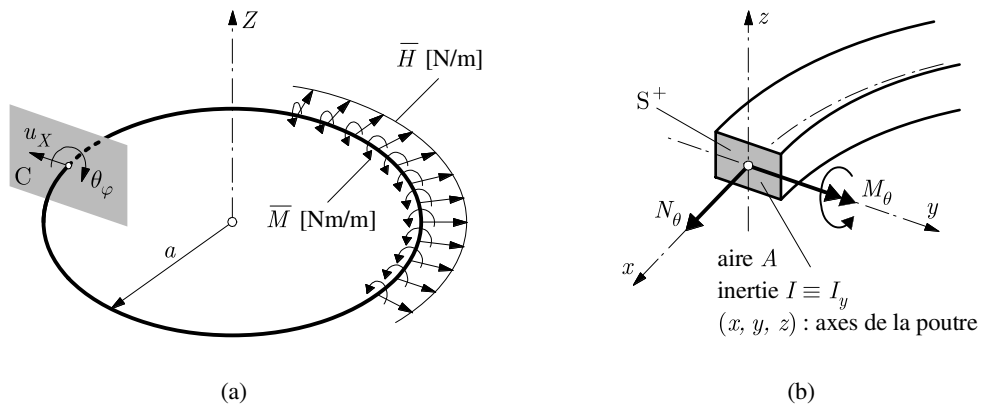 Z
H̅ [N/m]
u_X
C
θ_φ
M̅ [Nm/m]
a
(a)
z
S⁺
N_θ
M_θ
y
x
aire A
inertie I ≡ I_y
(x, y, z) : axes de la poutre
(b)